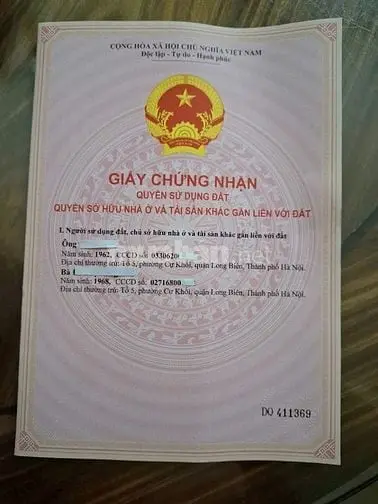 CỘNG HÒA XÃ HỘI CHỦ NGHĨA VIỆT NAM
Độc lập - Tự do - Hạnh phúc
GIẤY CHỨNG NHẬN
QUYỀN SỬ DỤNG ĐẤT
QUYỀN SỞ HỮU NHÀ Ở VÀ TÀI SẢN KHÁC GẮN LIỀN VỚI ĐẤT
I. Người sử dụng đất, chủ sở hữu nhà ở và tài sản khác gắn liền với đất
Ông
Năm sinh: 1962, CCCD số: 0330620
Địa chỉ thường trú: Tổ 5, phường Cự Khối, quận Long Biên, Thành phố Hà Nội.
Bà
Năm sinh: 1968, CCCD số: 02716800
Địa chỉ thường trú: Tổ 5, phường Cự Khối, quận Long Biên, Thành phố Hà Nội.
DQ 411369